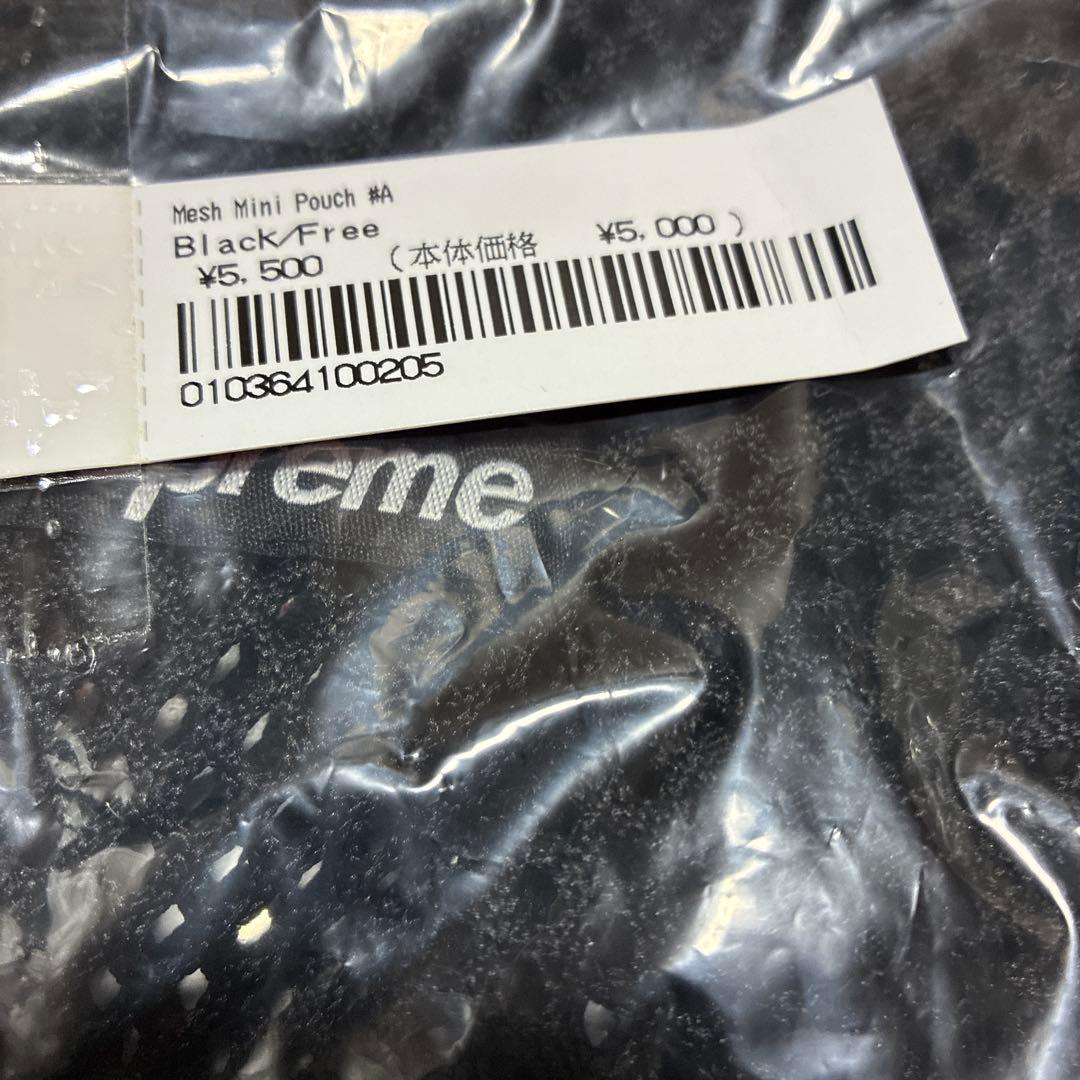 Mesh Mini Pouch #A
Black/Free
¥5,500 (本体価格 ¥5,000 )
010364100205
preme